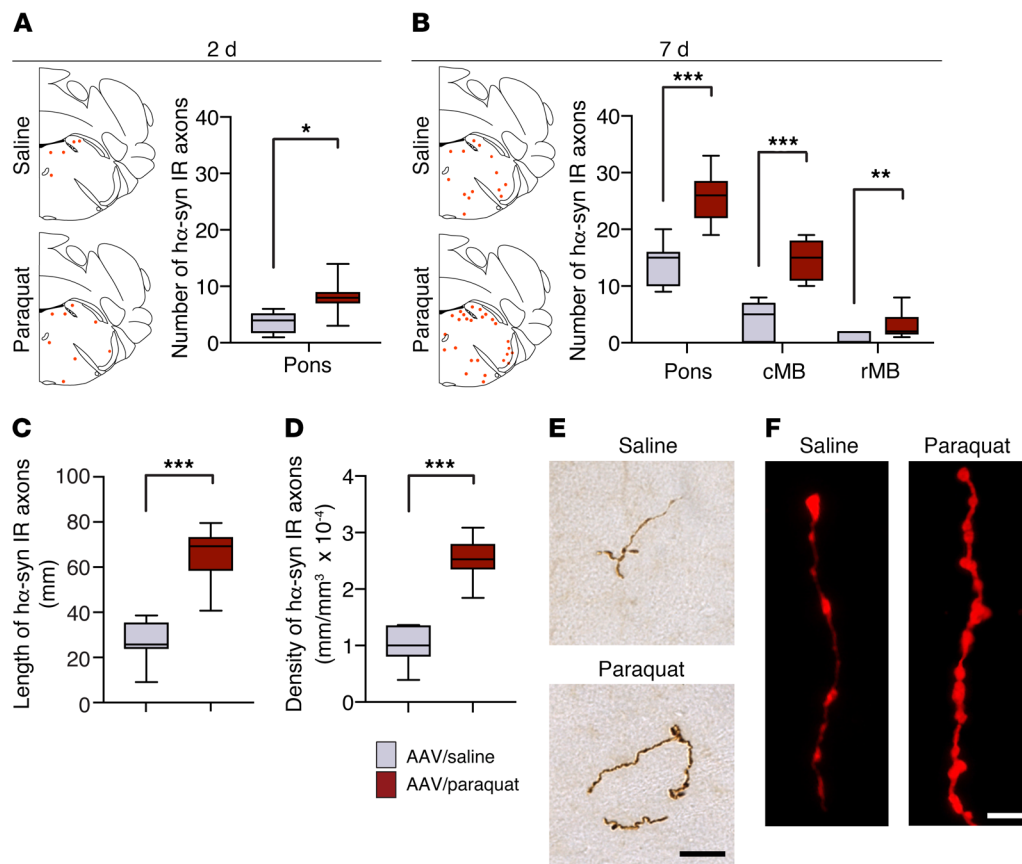 A
2 d
Saline
Paraquat
Number of hα-syn IR axons
40
30
20
10
0
*
Pons
B
7 d
Saline
Paraquat
Number of hα-syn IR axons
40
30
20
10
0
***
***
**
Pons
cMB
rMB
C
Length of hα-syn IR axons
(mm)
100
80
60
40
20
0
***
D
Density of hα-syn IR axons
(mm/mm³ x 10⁻⁴)
4
3
2
1
0
***
AAV/saline
AAV/paraquat
E
Saline
Paraquat
F
Saline
Paraquat